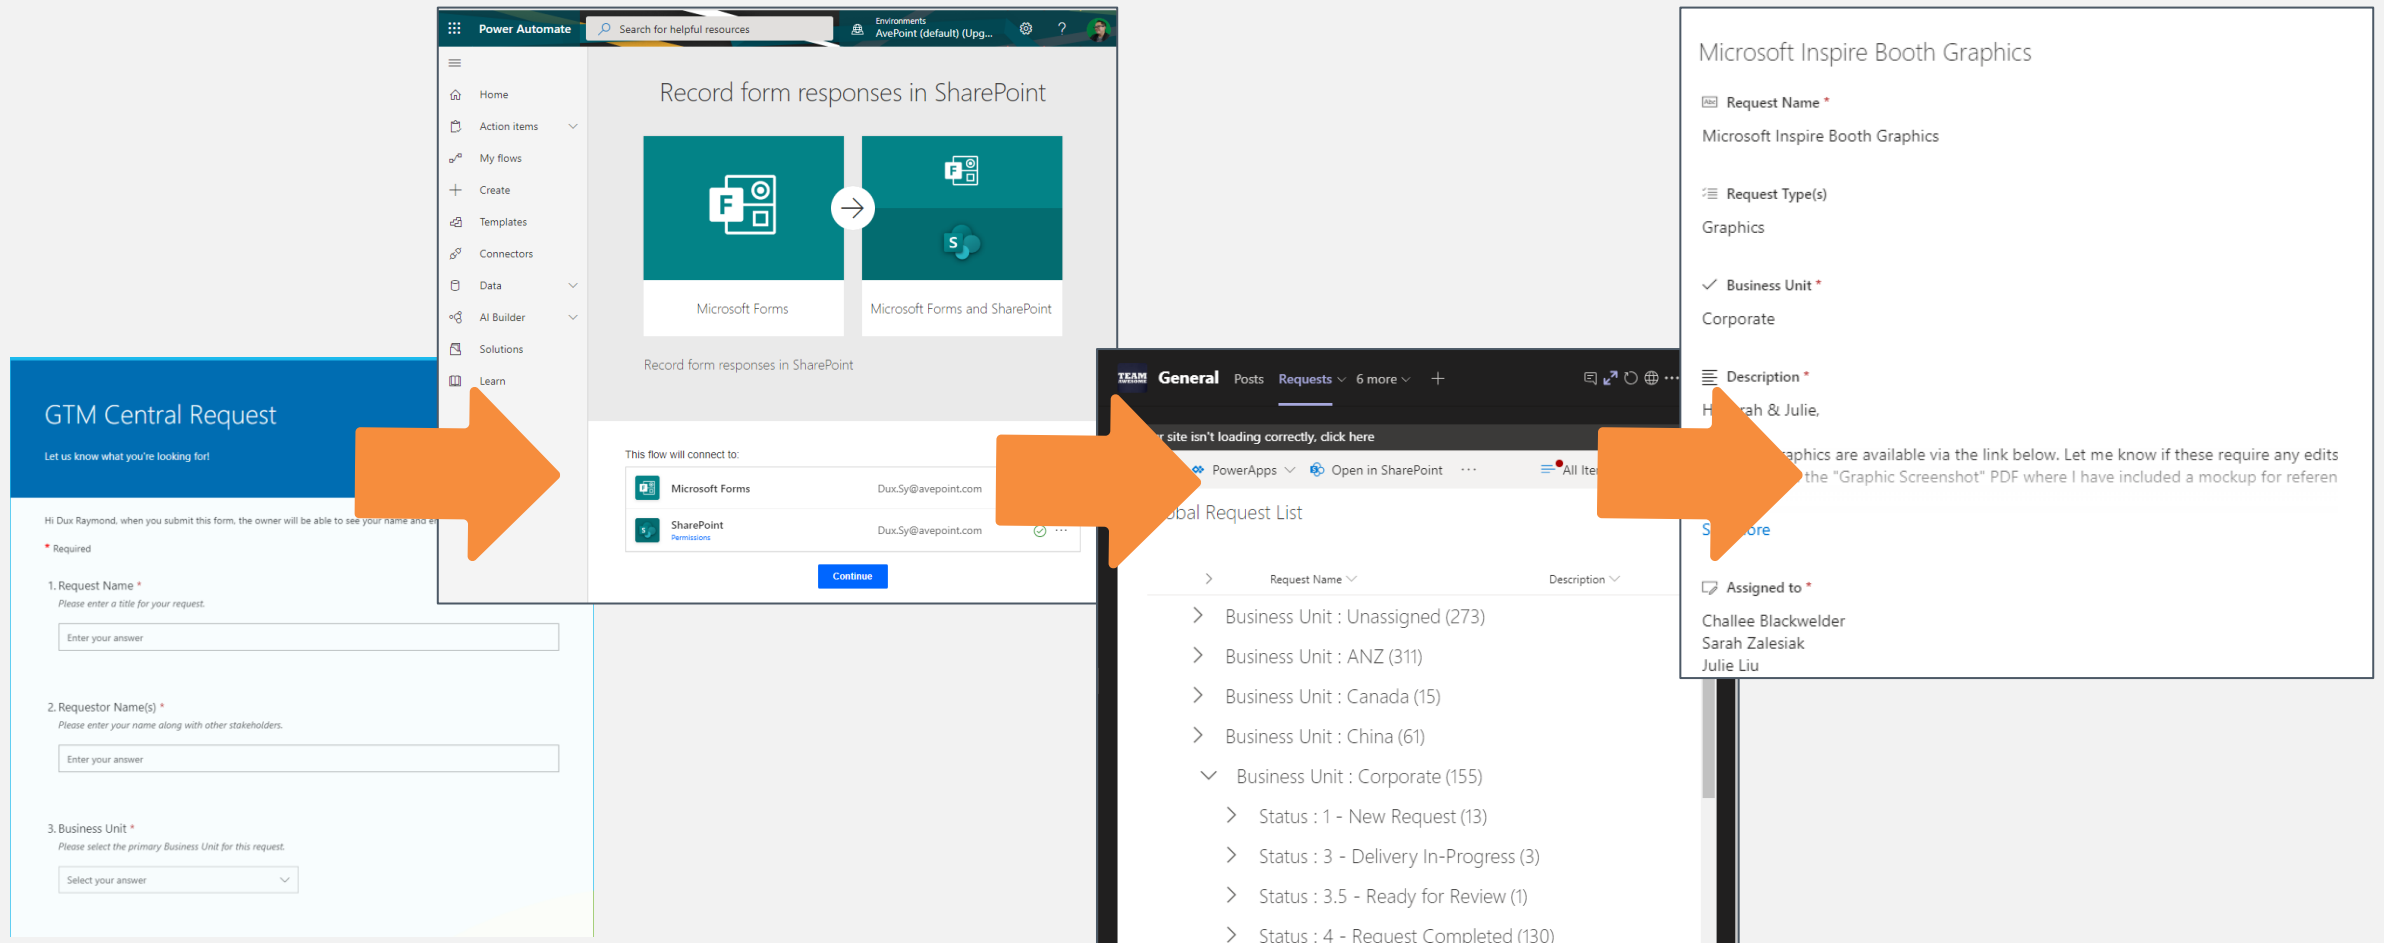 GTM Central Request
Let us know what you're looking for!
Hi Dux Raymond, when you submit this form, the owner will be able to see your name and
* Required
1. Request Name *
Please enter a title for your request.
Enter your answer
2. Requestor Name(s) *
Please enter your name along with other stakeholders.
Enter your answer
3. Business Unit *
Please select the primary Business Unit for this request.
Select your answer
Power Automate
Search for helpful resources
Environments
AvePoint (default) (Upg...
?
Home
Action items
My flows
Create
Templates
Connectors
Data
AI Builder
Solutions
Learn
Record form responses in SharePoint
F
F
S
Microsoft Forms
Microsoft Forms and SharePoint
Record form responses in SharePoint
This flow will connect to:
Microsoft Forms
Dux.Sy@avepoint.com
SharePoint
Permissions
Dux.Sy@avepoint.com
Continue
TEAM
AWESOME
General
Posts
Requests
6 more
site isn't loading correctly, click here
PowerApps
Open in SharePoint
All
Request List
Request Name
Description
Business Unit : Unassigned (273)
Business Unit : ANZ (311)
Business Unit : Canada (15)
Business Unit : China (61)
Business Unit : Corporate (155)
Status : 1 - New Request (13)
Status : 3 - Delivery In-Progress (3)
Status : 3.5 - Ready for Review (1)
Status : 4 - Request Completed (130)
Microsoft Inspire Booth Graphics
Abc Request Name *
Microsoft Inspire Booth Graphics
Request Type(s)
Graphics
Business Unit *
Corporate
Description *
& Julie,
are available via the link below. Let me know if these require any edits
the "Graphic Screenshot" PDF where I have included a mockup for referen
Assigned to *
Challee Blackwelder
Sarah Zalesiak
Julie Liu